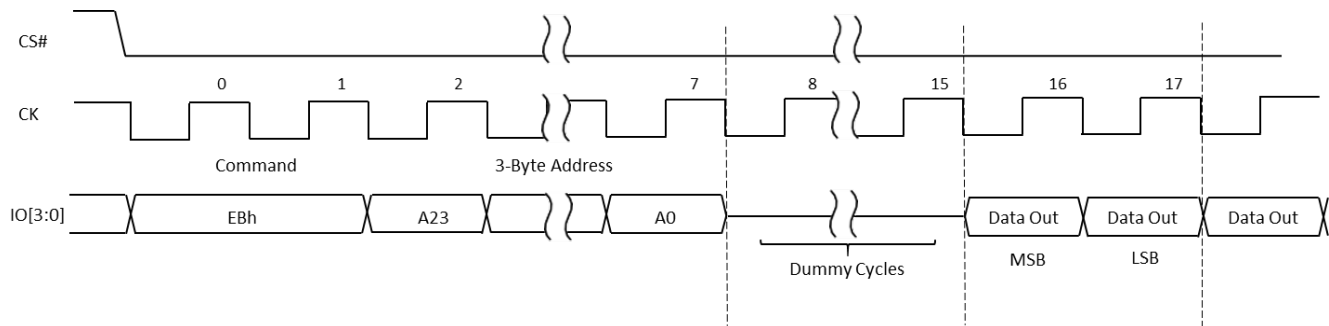 CS#
0 1 2 7 8 15 16 17
CK
Command 3-Byte Address
IO[3:0] EBh A23 A0 Data Out Data Out Data Out
Dummy Cycles MSB LSB